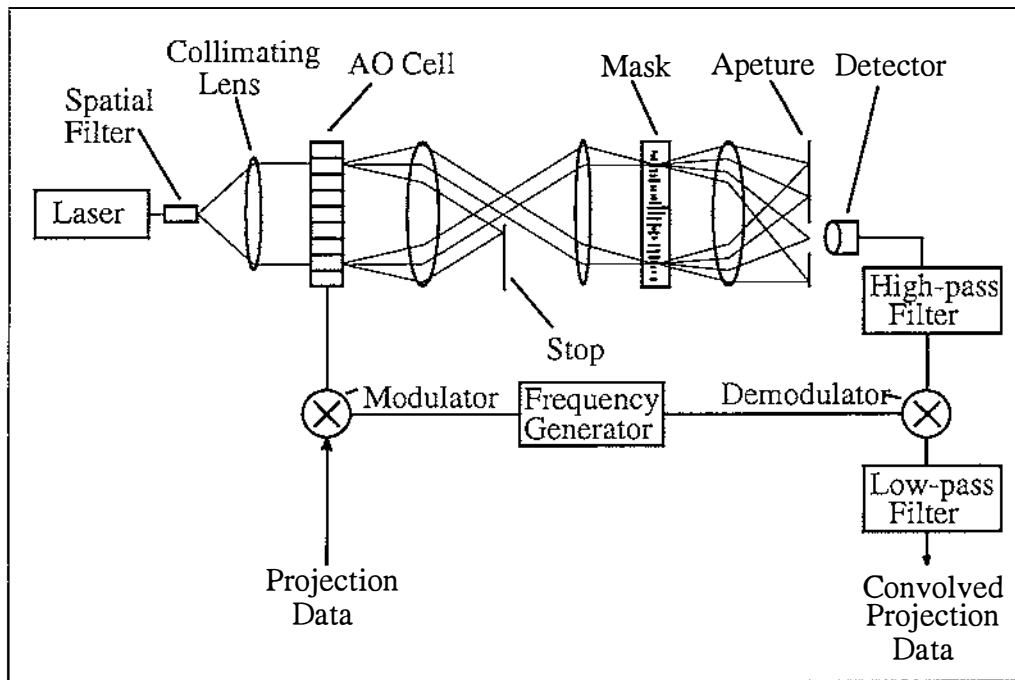 Collimating
Lens
AO Cell
Mask
Apeture
Detector
Spatial
Filter
Laser
High-pass
Filter
Stop
Modulator
Frequency
Generator
Demodulator
Low-pass
Filter
Projection
Data
Convolved
Projection
Data